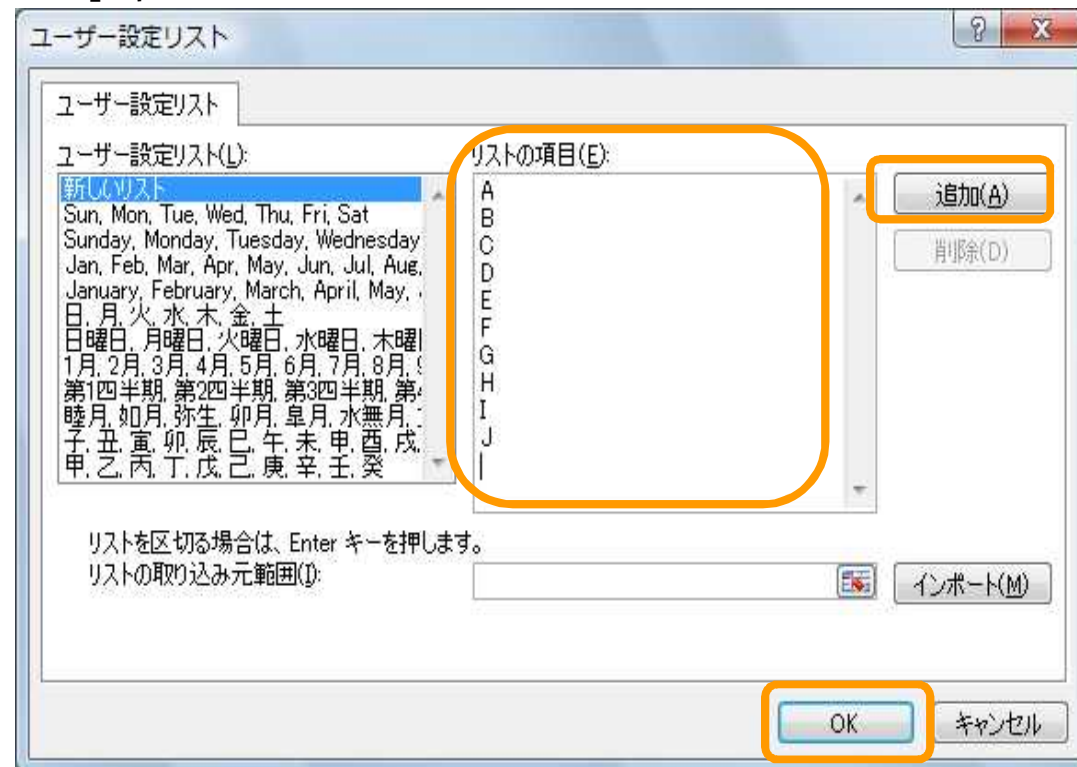 ユーザー設定リスト
ユーザー設定リスト
ユーザー設定リスト(L):
新しいリスト
Sun, Mon, Tue, Wed, Thu, Fri, Sat
Sunday, Monday, Tuesday, Wednesday
Jan, Feb, Mar, Apr, May, Jun, Jul, Aug,
January, February, March, April, May,
日, 月, 火, 水, 木, 金, 土
日曜日, 月曜日, 火曜日, 水曜日, 木曜
1月, 2月, 3月, 4月, 5月, 6月, 7月, 8月,
第1四半期, 第2四半期, 第3四半期, 第
睦月, 如月, 弥生, 卯月, 皐月, 水無月,
子, 丑, 寅, 卯, 辰, 巳, 午, 未, 申, 酉, 戌,
甲, 乙, 丙, 丁, 戊, 己, 庚, 辛, 壬, 癸
リストの項目(E):
A
B
C
D
E
F
G
H
I
J
追加(A)
削除(D)
リストを区切る場合は、Enter キーを押します。
リストの取り込み元範囲(I):
インポート(M)
OK
キャンセル